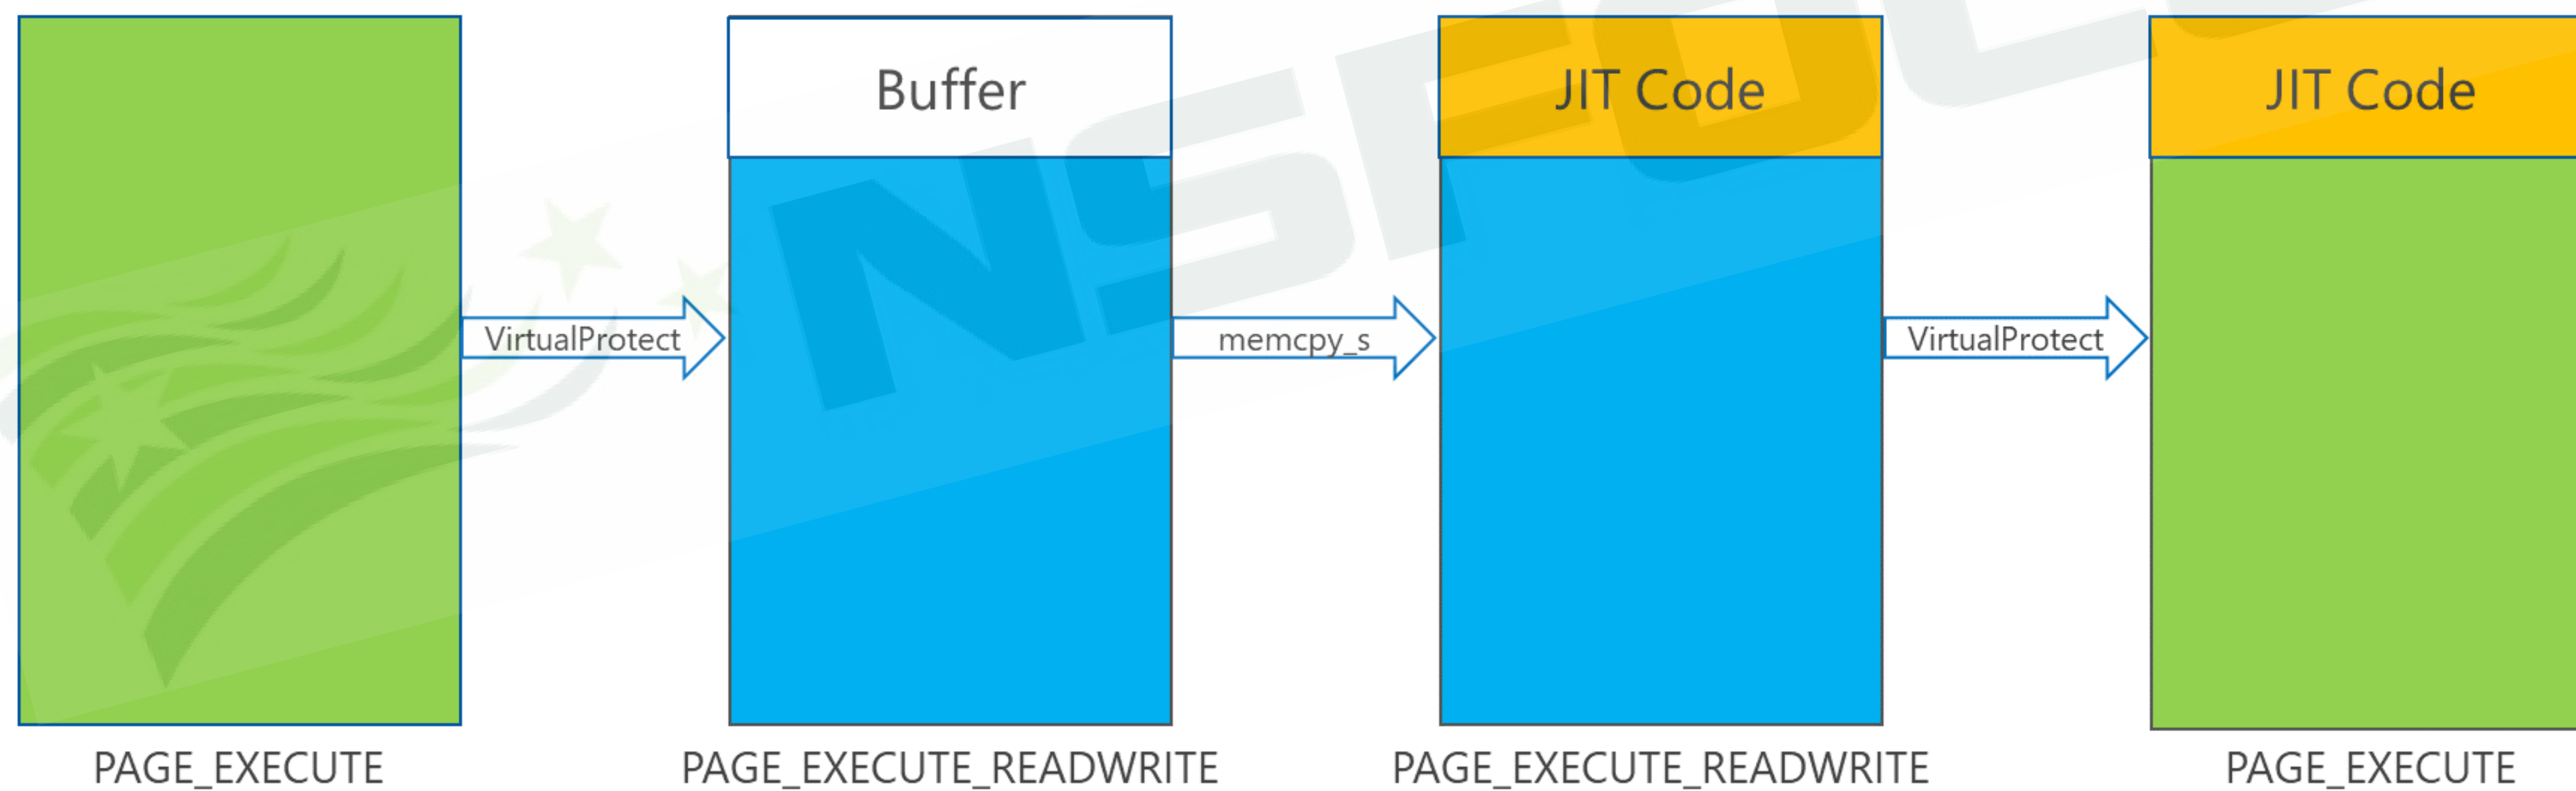 Buffer
JIT Code
JIT Code
VirtualProtect
memcpy_s
VirtualProtect
PAGE_EXECUTE
PAGE_EXECUTE_READWRITE
PAGE_EXECUTE_READWRITE
PAGE_EXECUTE